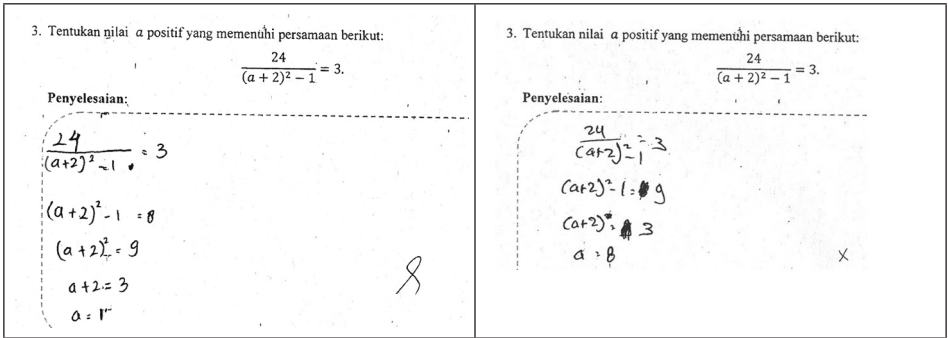 3. Tentukan nilai a positif yang memenuhi persamaan berikut:
24
(a + 2)² − 1 = 3.
Penyelesaian:
24
(a+2)² − 1 = 3
(a+2)² - 1 = 8
(a+2)² = 9
a+2 = 3
a = 1
3. Tentukan nilai a positif yang memenuhi persamaan berikut:
24
(a + 2)² − 1 = 3.
Penyelesaian:
24
(a+2)² − 1 = 3
(a+2)² - 1 = 9
(a+2)² = 3
a = 8